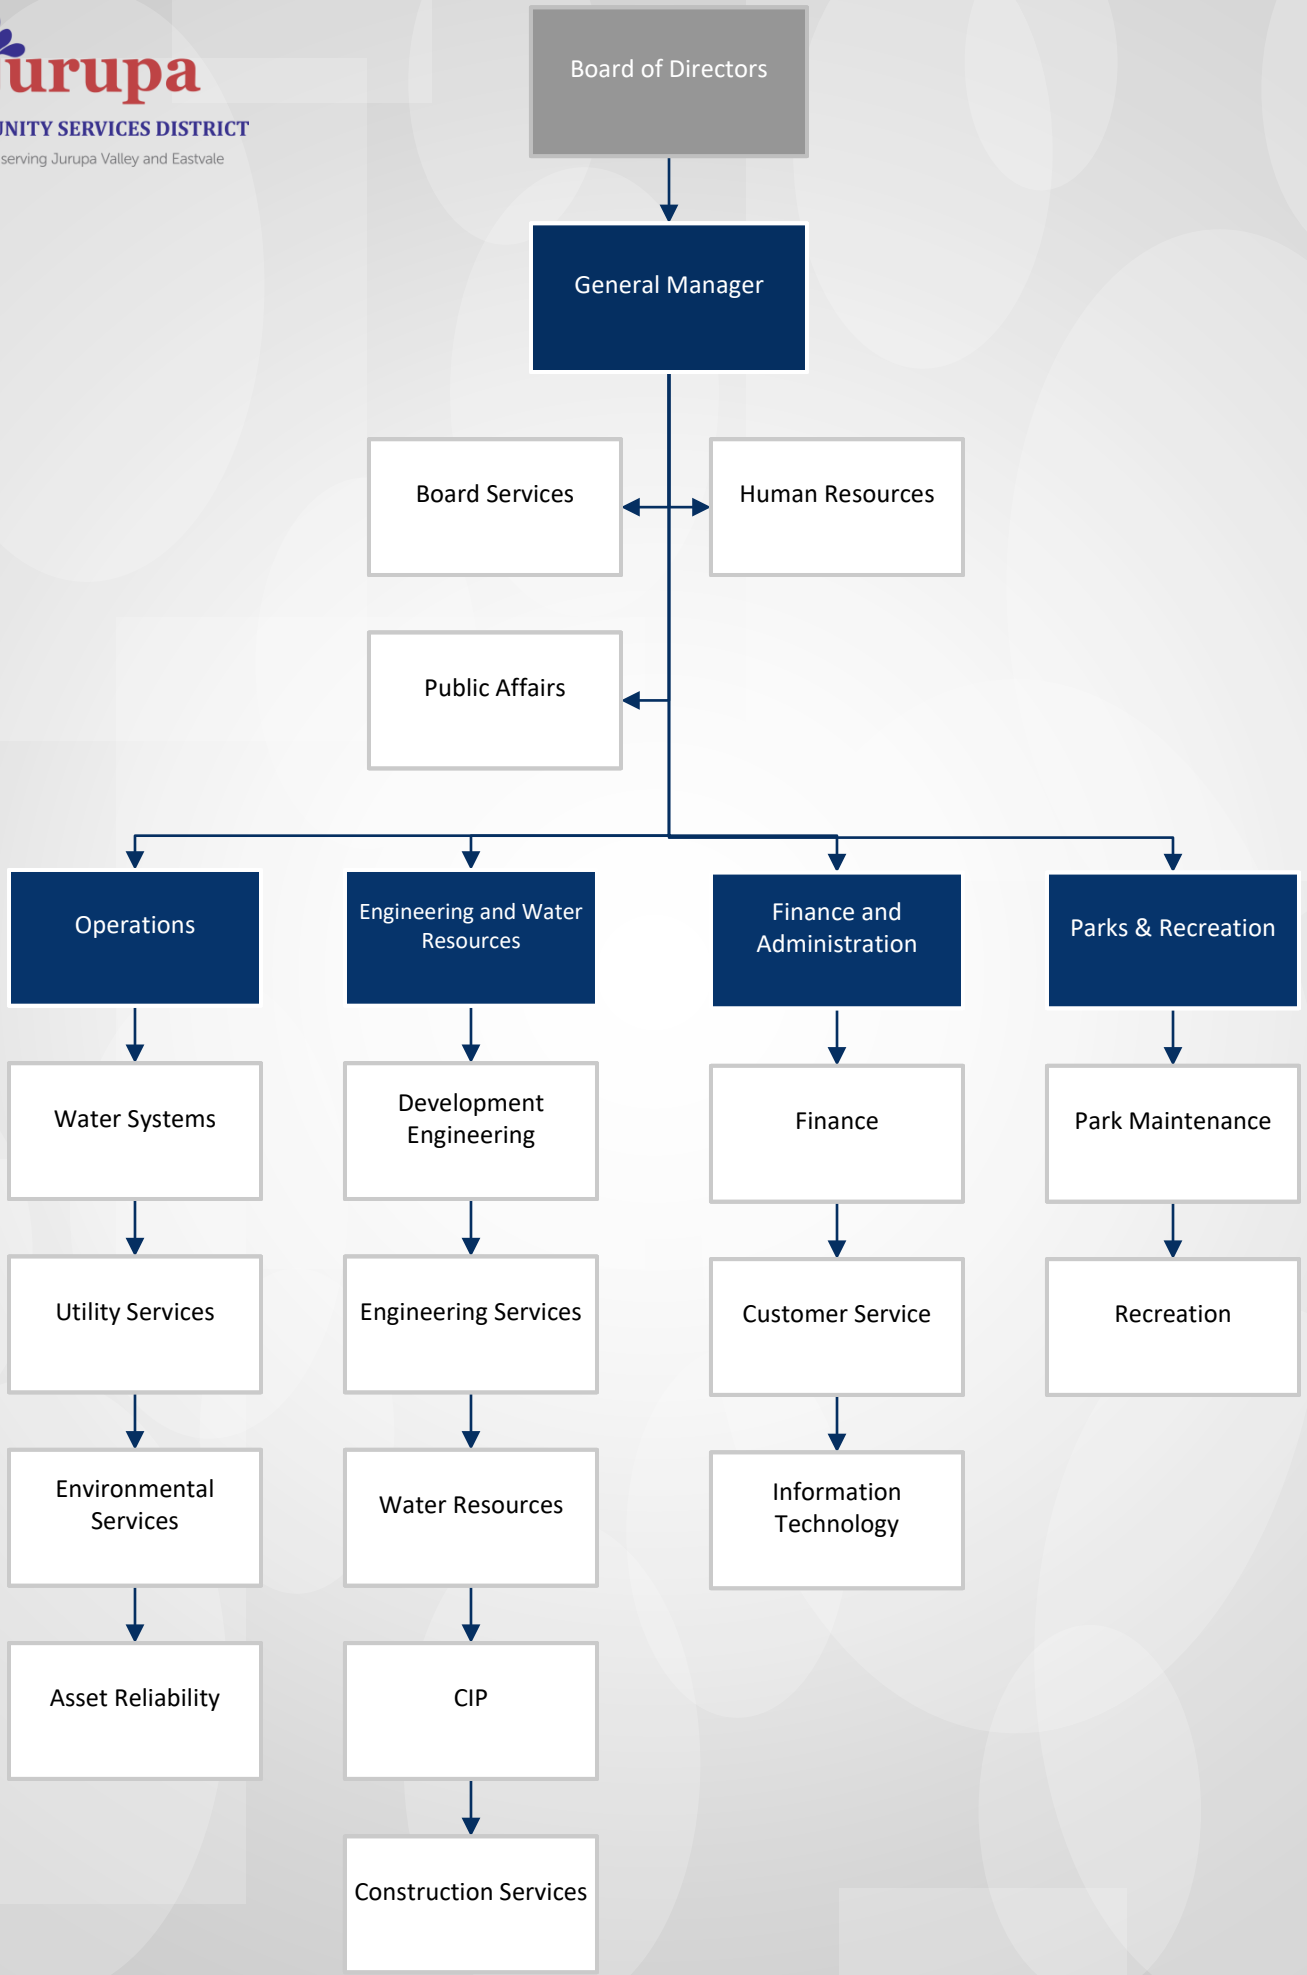 urupa
UNITY SERVICES DISTRICT
serving Jurupa Valley and Eastvale
Board of Directors
General Manager
Board Services
Human Resources
Public Affairs
Operations
Engineering and Water
Resources
Finance and
Administration
Parks & Recreation
Water Systems
Development
Engineering
Finance
Park Maintenance
Utility Services
Engineering Services
Customer Service
Recreation
Environmental
Services
Water Resources
Information
Technology
Asset Reliability
CIP
Construction Services